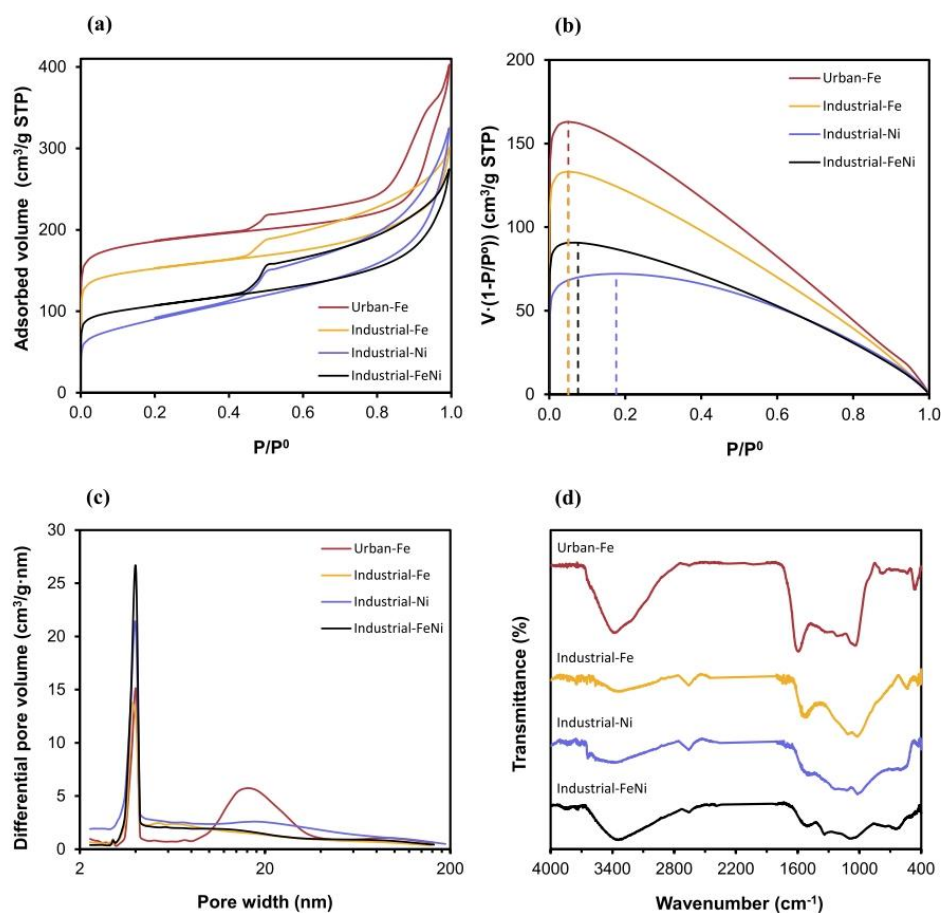 (a)
Adsorbed volume (cm³/g STP)
400
300
200
100
0
0.0 0.2 0.4 0.6 0.8 1.0
P/P⁰
Urban-Fe
Industrial-Fe
Industrial-Ni
Industrial-FeNi
(b)
V·(1-P/P⁰)) (cm³/g STP)
200
150
100
50
0
0.0 0.2 0.4 0.6 0.8 1.0
P/P⁰
Urban-Fe
Industrial-Fe
Industrial-Ni
Industrial-FeNi
(c)
Differential pore volume (cm³/g·nm)
30
25
20
15
10
5
0
2 20 200
Pore width (nm)
Urban-Fe
Industrial-Fe
Industrial-Ni
Industrial-FeNi
(d)
Transmittance (%)
Urban-Fe
Industrial-Fe
Industrial-Ni
Industrial-FeNi
4000 3400 2800 2200 1600 1000 400
Wavenumber (cm⁻¹)